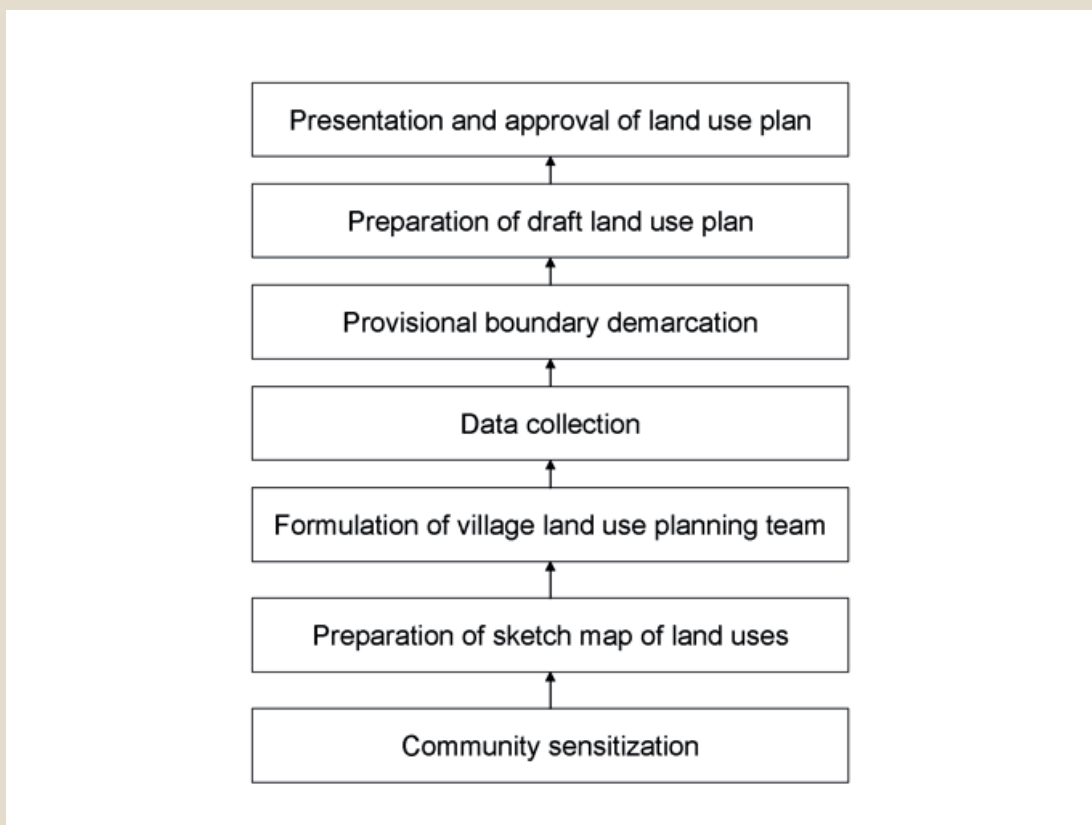 Presentation and approval of land use plan
Preparation of draft land use plan
Provisional boundary demarcation
Data collection
Formulation of village land use planning team
Preparation of sketch map of land uses
Community sensitization